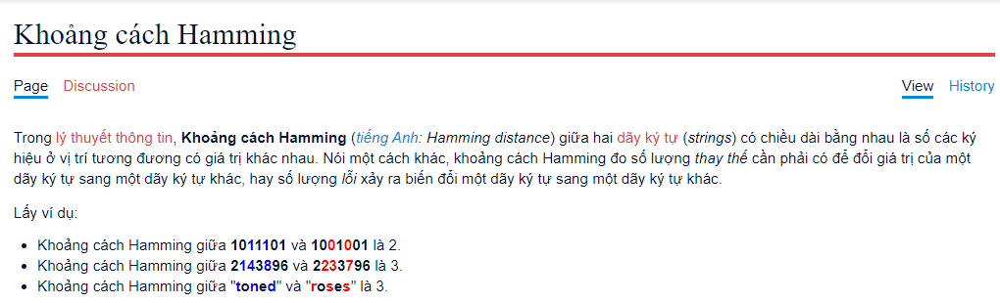 Khoảng cách Hamming
Page Discussion View History
Trong lý thuyết thông tin, Khoảng cách Hamming (tiếng Anh: Hamming distance) giữa hai dãy ký tự (strings) có chiều dài bằng nhau là số các ký
hiệu ở vị trí tương đương có giá trị khác nhau. Nói một cách khác, khoảng cách Hamming đo số lượng thay thế cần phải có để đổi giá trị của một
dãy ký tự sang một dãy ký tự khác, hay số lượng lỗi xảy ra biến đổi một dãy ký tự sang một dãy ký tự khác.
Lấy ví dụ:
• Khoảng cách Hamming giữa 1011101 và 1001001 là 2.
• Khoảng cách Hamming giữa 2143896 và 2233796 là 3.
• Khoảng cách Hamming giữa "toned" và "roses" là 3.